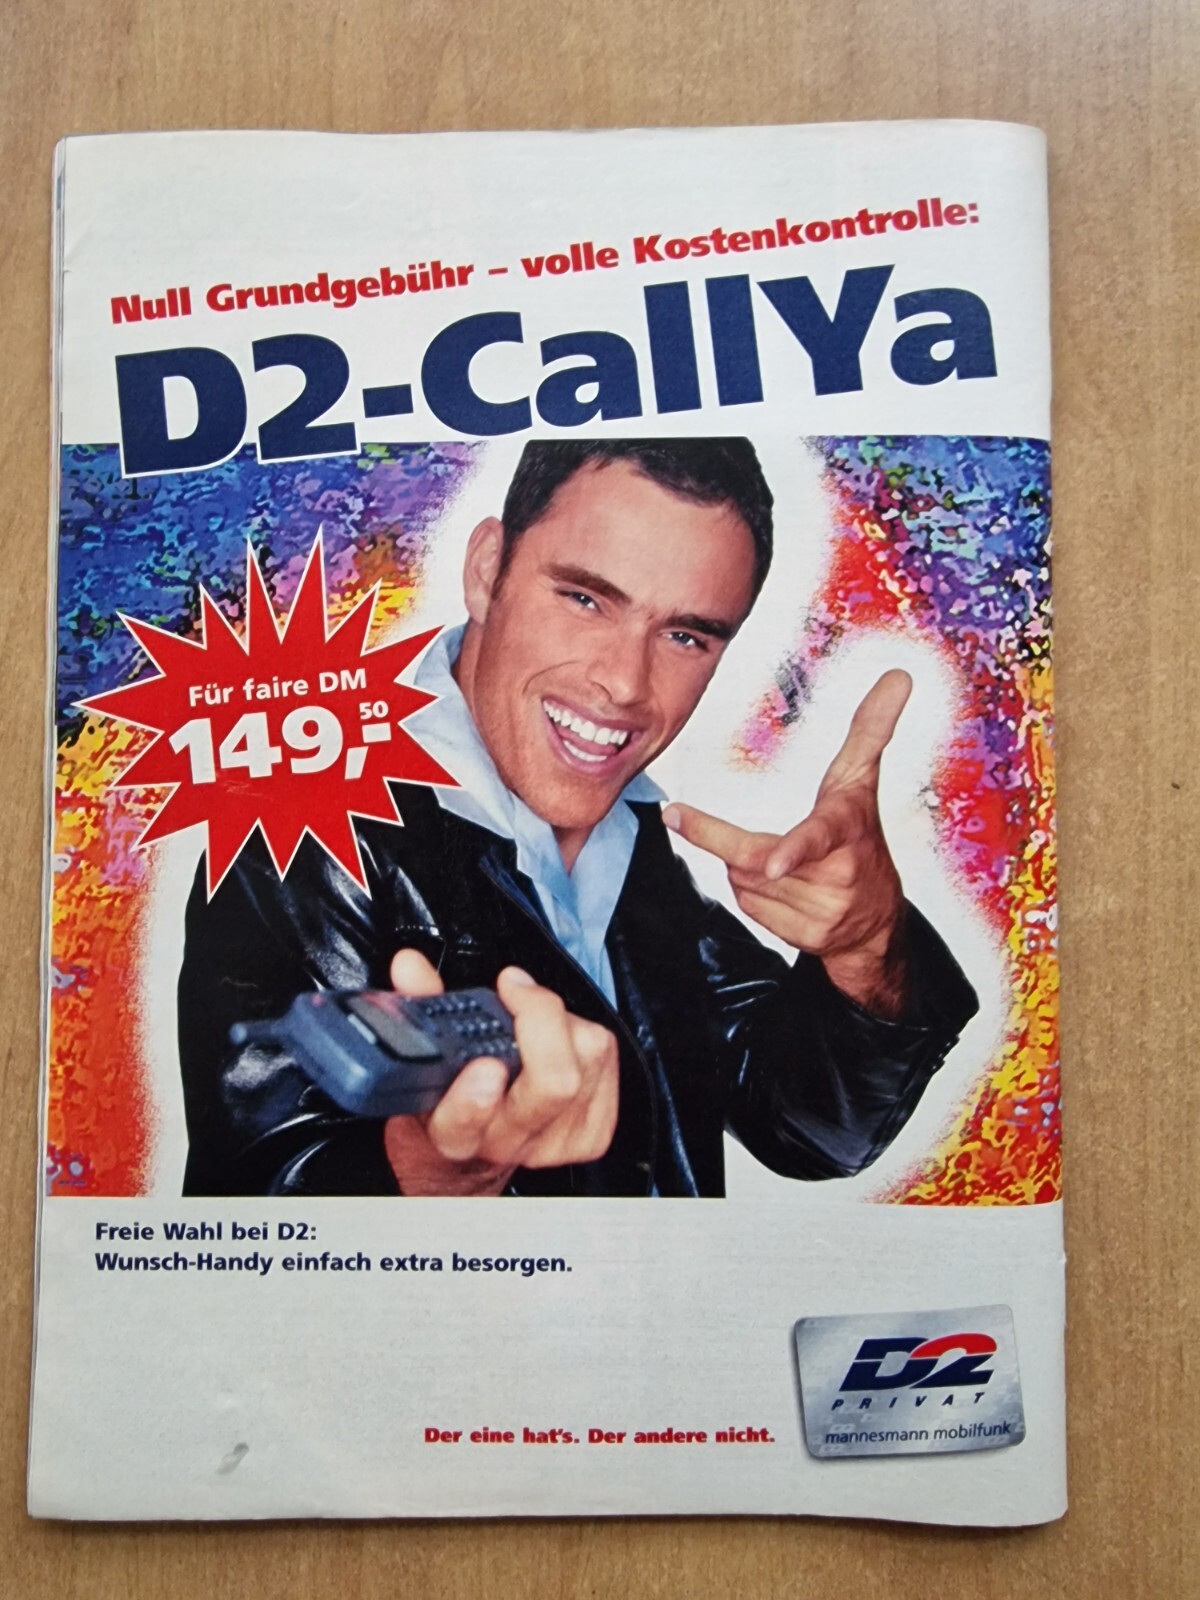 Null Grundgebühr – volle Kostenkontrolle:
D2-CallYa
Für faire DM
149,-50
Freie Wahl bei D2:
Wunsch-Handy einfach extra besorgen.
D2
PRIVAT
mannesmann mobilfunk
Der eine hat's. Der andere nicht.